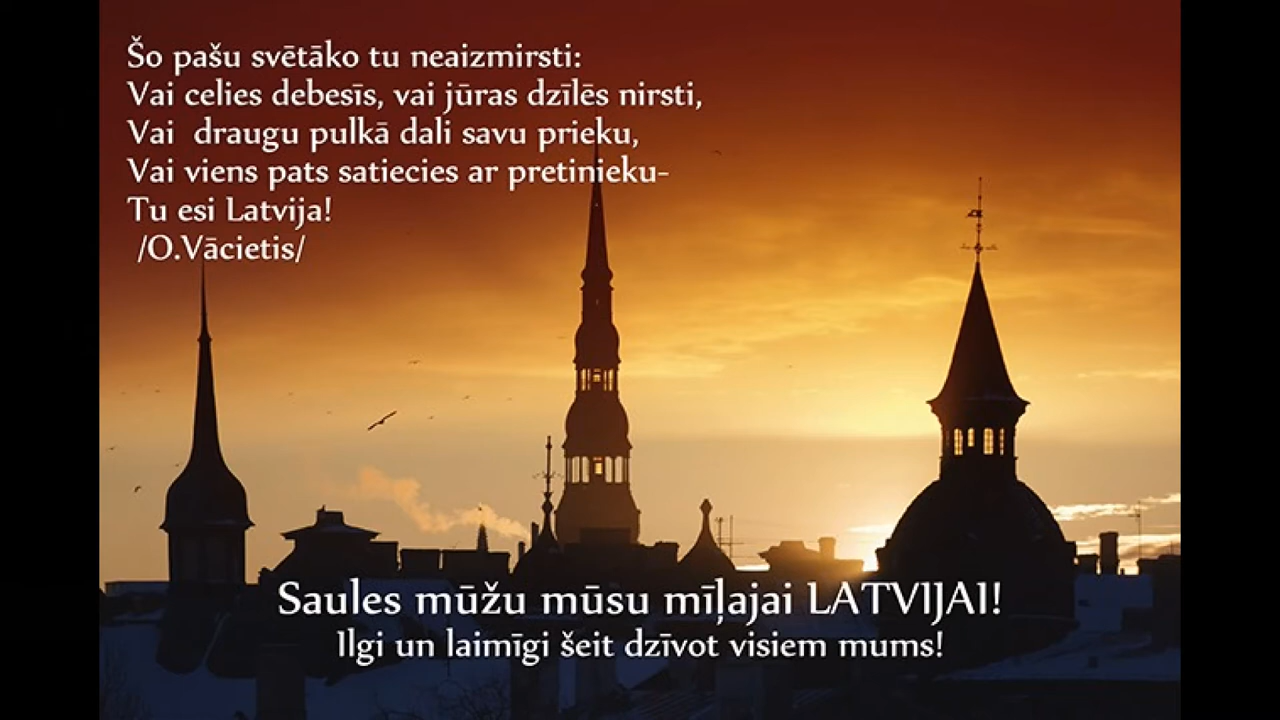 Šo pašu svētāko tu neaizmirsti:
Vai celies debesīs, vai jūras dzīlēs nirsti,
Vai draugu pulkā dali savu prieku,
Vai viens pats satiecies ar pretinieku-
Tu esi Latvija!
/O.Vācietis/
Saules mūžu mūsu mīļajai LATVIJAI!
Ilgi un laimīgi šeit dzīvot visiem mums!